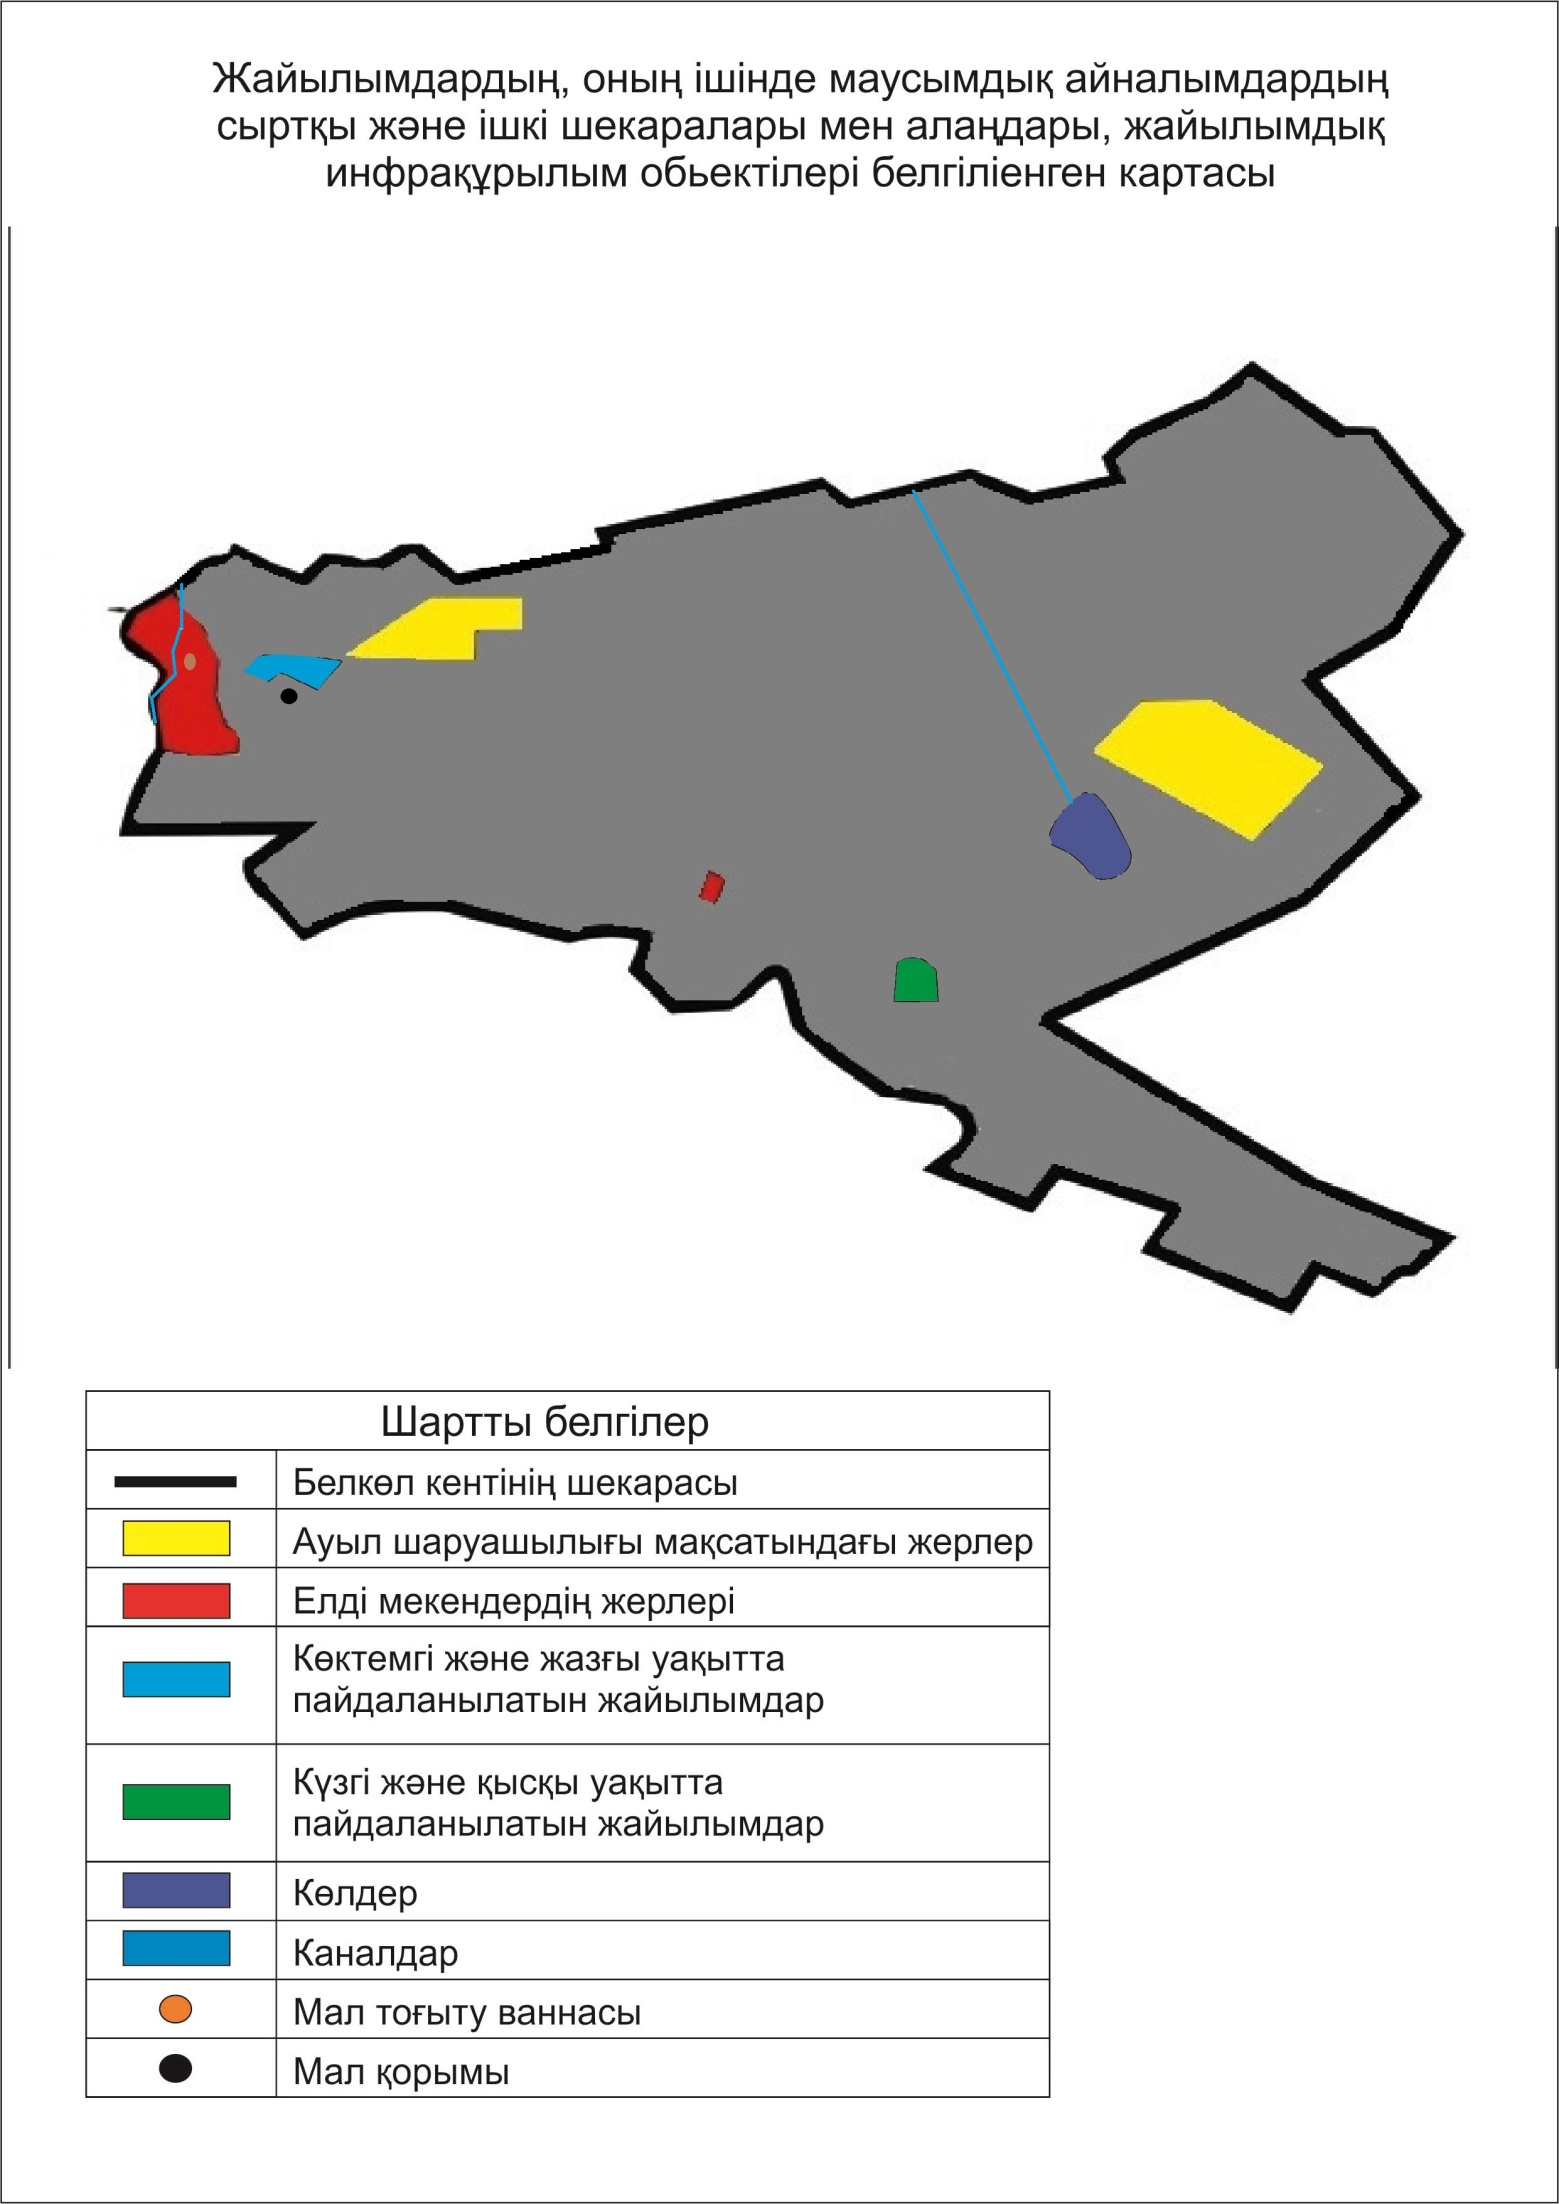 Жайылымдардың, оның ішінде маусымдық айналымдардың
сыртқы және ішкі шекаралары мен алаңдары, жайылымдық
инфрақұрылым обьектілері белгіліенген картасы
Шартты белгілер
Белкөл кентінің шекарасы
Ауыл шаруашылығы мақсатындағы жерлер
Елді мекендердің жерлері
Көктемгі және жазғы уақытта
пайдаланылатын жайылымдар
Күзгі және қысқы уақытта
пайдаланылатын жайылымдар
Көлдер
Каналдар
Мал тоғыту ваннасы
Мал қорымы